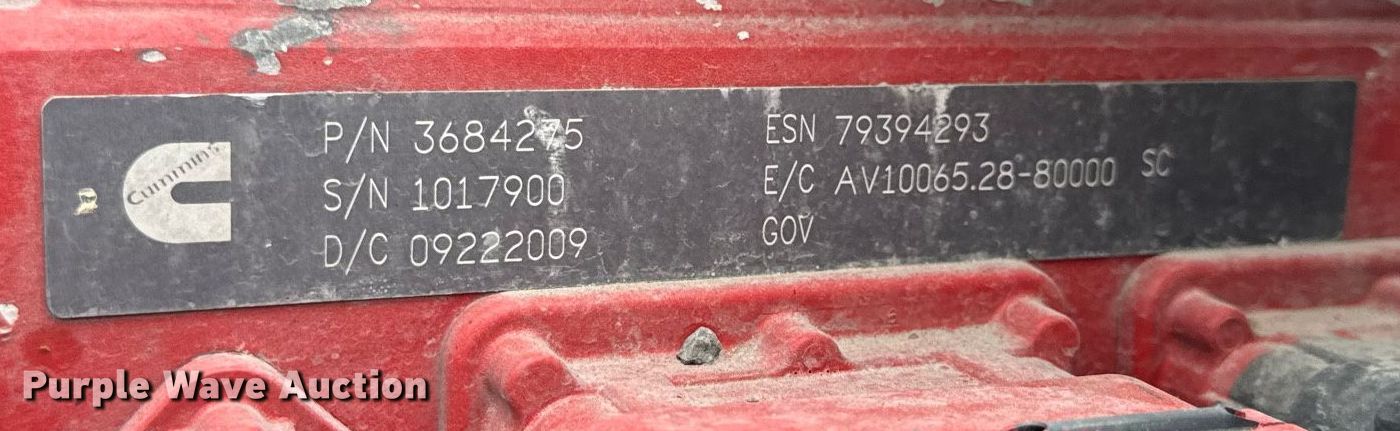 Cummins
P/N 3684275
S/N 1017900
D/C 09222009
ESN 79394293
E/C AV10065.28-80000 SC
GOV
Purple Wave Auction